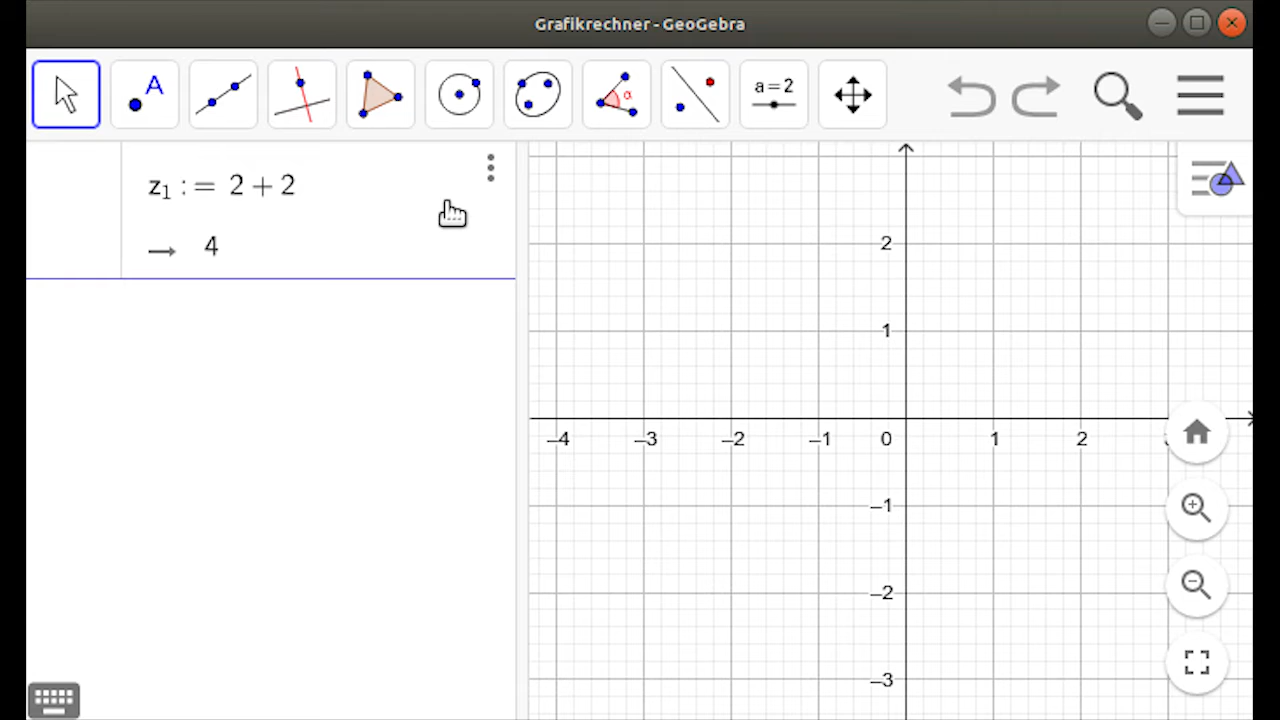 Grafikrechner - GeoGebra
A
α
a = 2
z₁ := 2 + 2
→ 4
2
1
–4 –3 –2 –1 0 1 2
–1
–2
–3